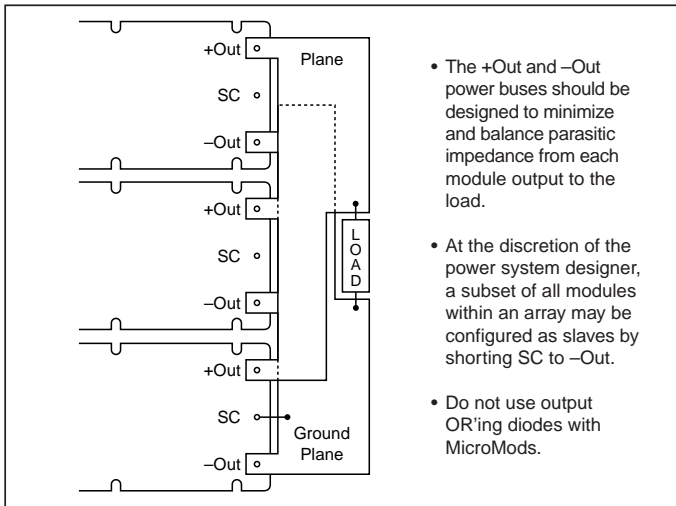 +Out
Plane
SC
–Out
+Out
SC
–Out
LOAD
+Out
SC
Ground
Plane
–Out
• The +Out and –Out
power buses should be
designed to minimize
and balance parasitic
impedance from each
module output to the
load.
• At the discretion of the
power system designer,
a subset of all modules
within an array may be
configured as slaves by
shorting SC to –Out.
• Do not use output
OR'ing diodes with
MicroMods.